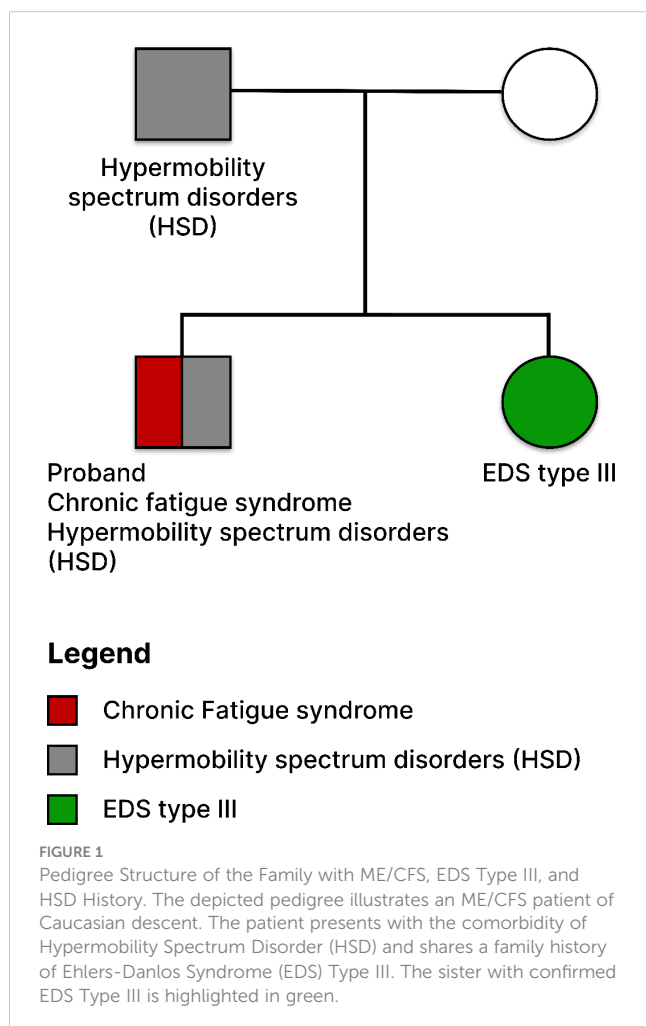 Hypermobility
spectrum disorders
(HSD)
Proband
Chronic fatigue syndrome
Hypermobility spectrum disorders
(HSD)
EDS type III
Legend
Chronic Fatigue syndrome
Hypermobility spectrum disorders (HSD)
EDS type III
FIGURE 1
Pedigree Structure of the Family with ME/CFS, EDS Type III, and
HSD History. The depicted pedigree illustrates an ME/CFS patient of
Caucasian descent. The patient presents with the comorbidity of
Hypermobility Spectrum Disorder (HSD) and shares a family history
of Ehlers-Danlos Syndrome (EDS) Type III. The sister with confirmed
EDS Type III is highlighted in green.